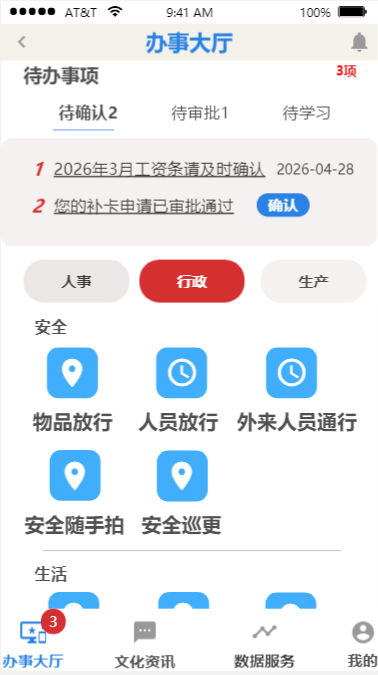 AT&T 9:41 AM 100%
办事大厅
待办事项 3项
待确认2 待审批1 待学习
1 2026年3月工资条请及时确认 2026-04-28
2 您的补卡申请已审批通过 确认
人事 行政 生产
安全
物品放行 人员放行 外来人员通行
安全随手拍 安全巡更
生活
3
办事大厅 文化资讯 数据服务 我的